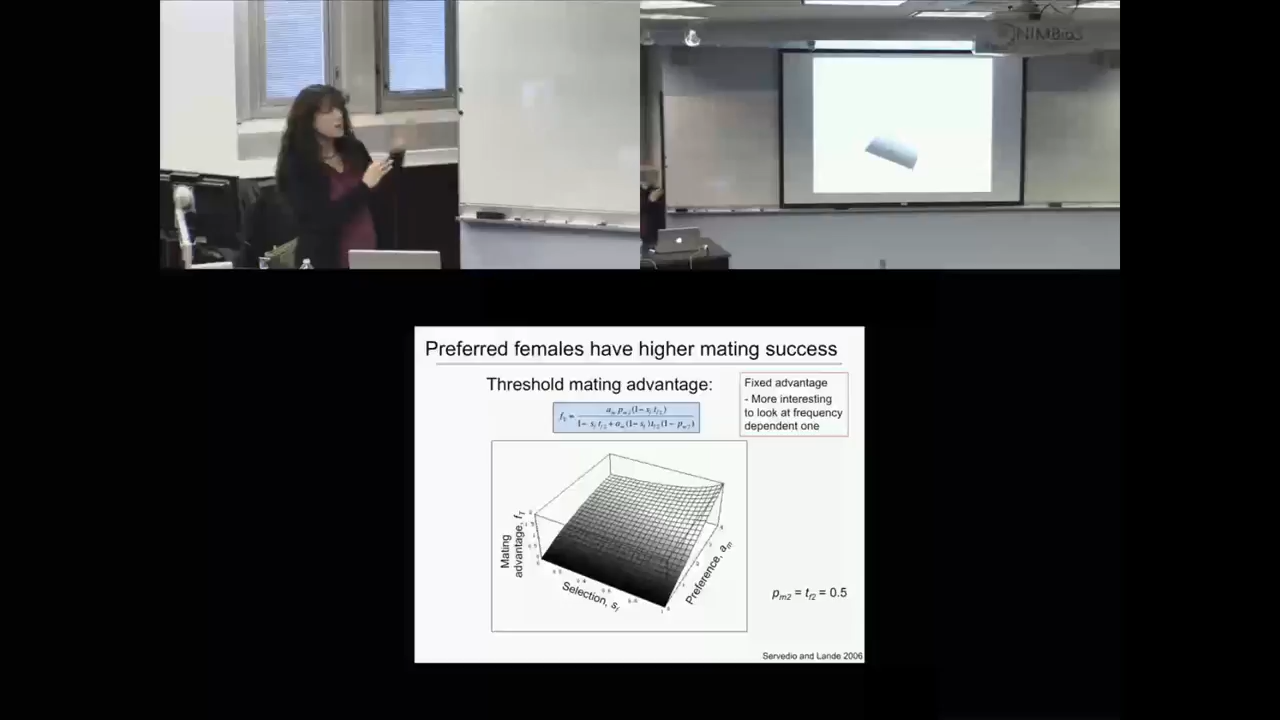 NIMBioS
Preferred females have higher mating success
Threshold mating advantage:
Fixed advantage
- More interesting
to look at frequency
dependent one
Mating
advantage, f_T
Selection, s_f
Preference, a_m
p_m2 = t_f2 = 0.5
Servedio and Lande 2006